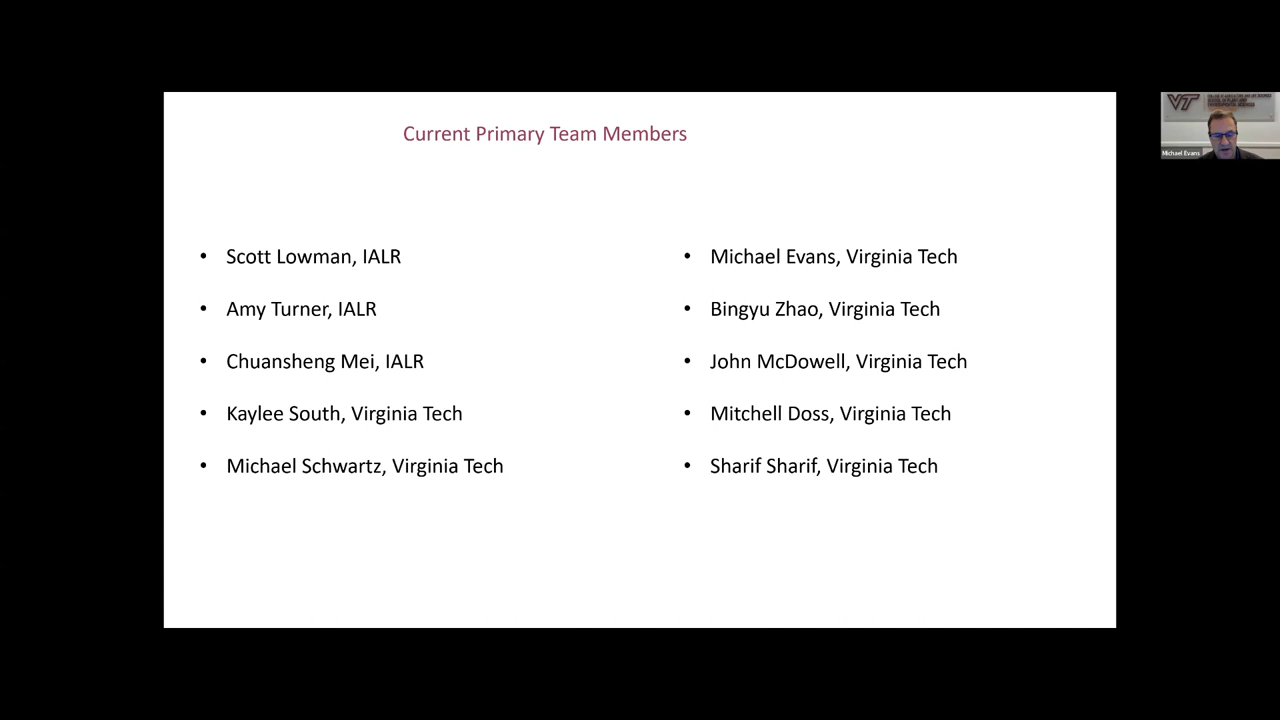 Current Primary Team Members
• Scott Lowman, IALR
• Amy Turner, IALR
• Chuansheng Mei, IALR
• Kaylee South, Virginia Tech
• Michael Schwartz, Virginia Tech
• Michael Evans, Virginia Tech
• Bingyu Zhao, Virginia Tech
• John McDowell, Virginia Tech
• Mitchell Doss, Virginia Tech
• Sharif Sharif, Virginia Tech
VT
Michael Evans